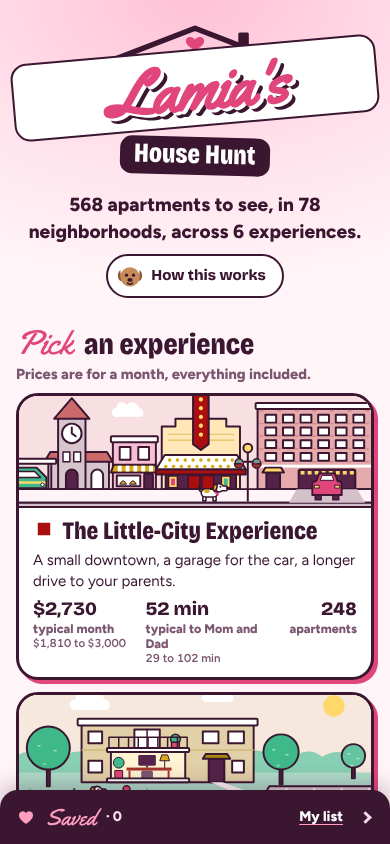 Lamia's
House Hunt
568 apartments to see, in 78
neighborhoods, across 6 experiences.
How this works
Pick an experience
Prices are for a month, everything included.
The Little-City Experience
A small downtown, a garage for the car, a longer
drive to your parents.
$2,730 52 min 248
typical month typical to Mom and Dad apartments
$1,810 to $3,000 29 to 102 min
Saved · 0 My list